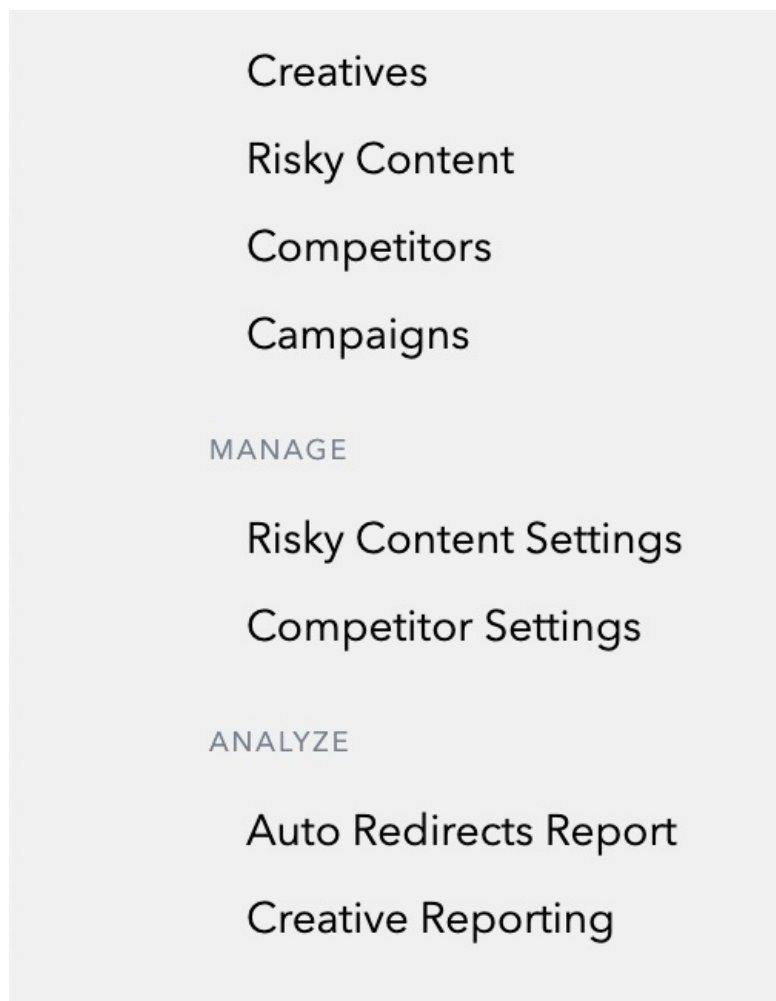 Creatives
Risky Content
Competitors
Campaigns
MANAGE
Risky Content Settings
Competitor Settings
ANALYZE
Auto Redirects Report
Creative Reporting